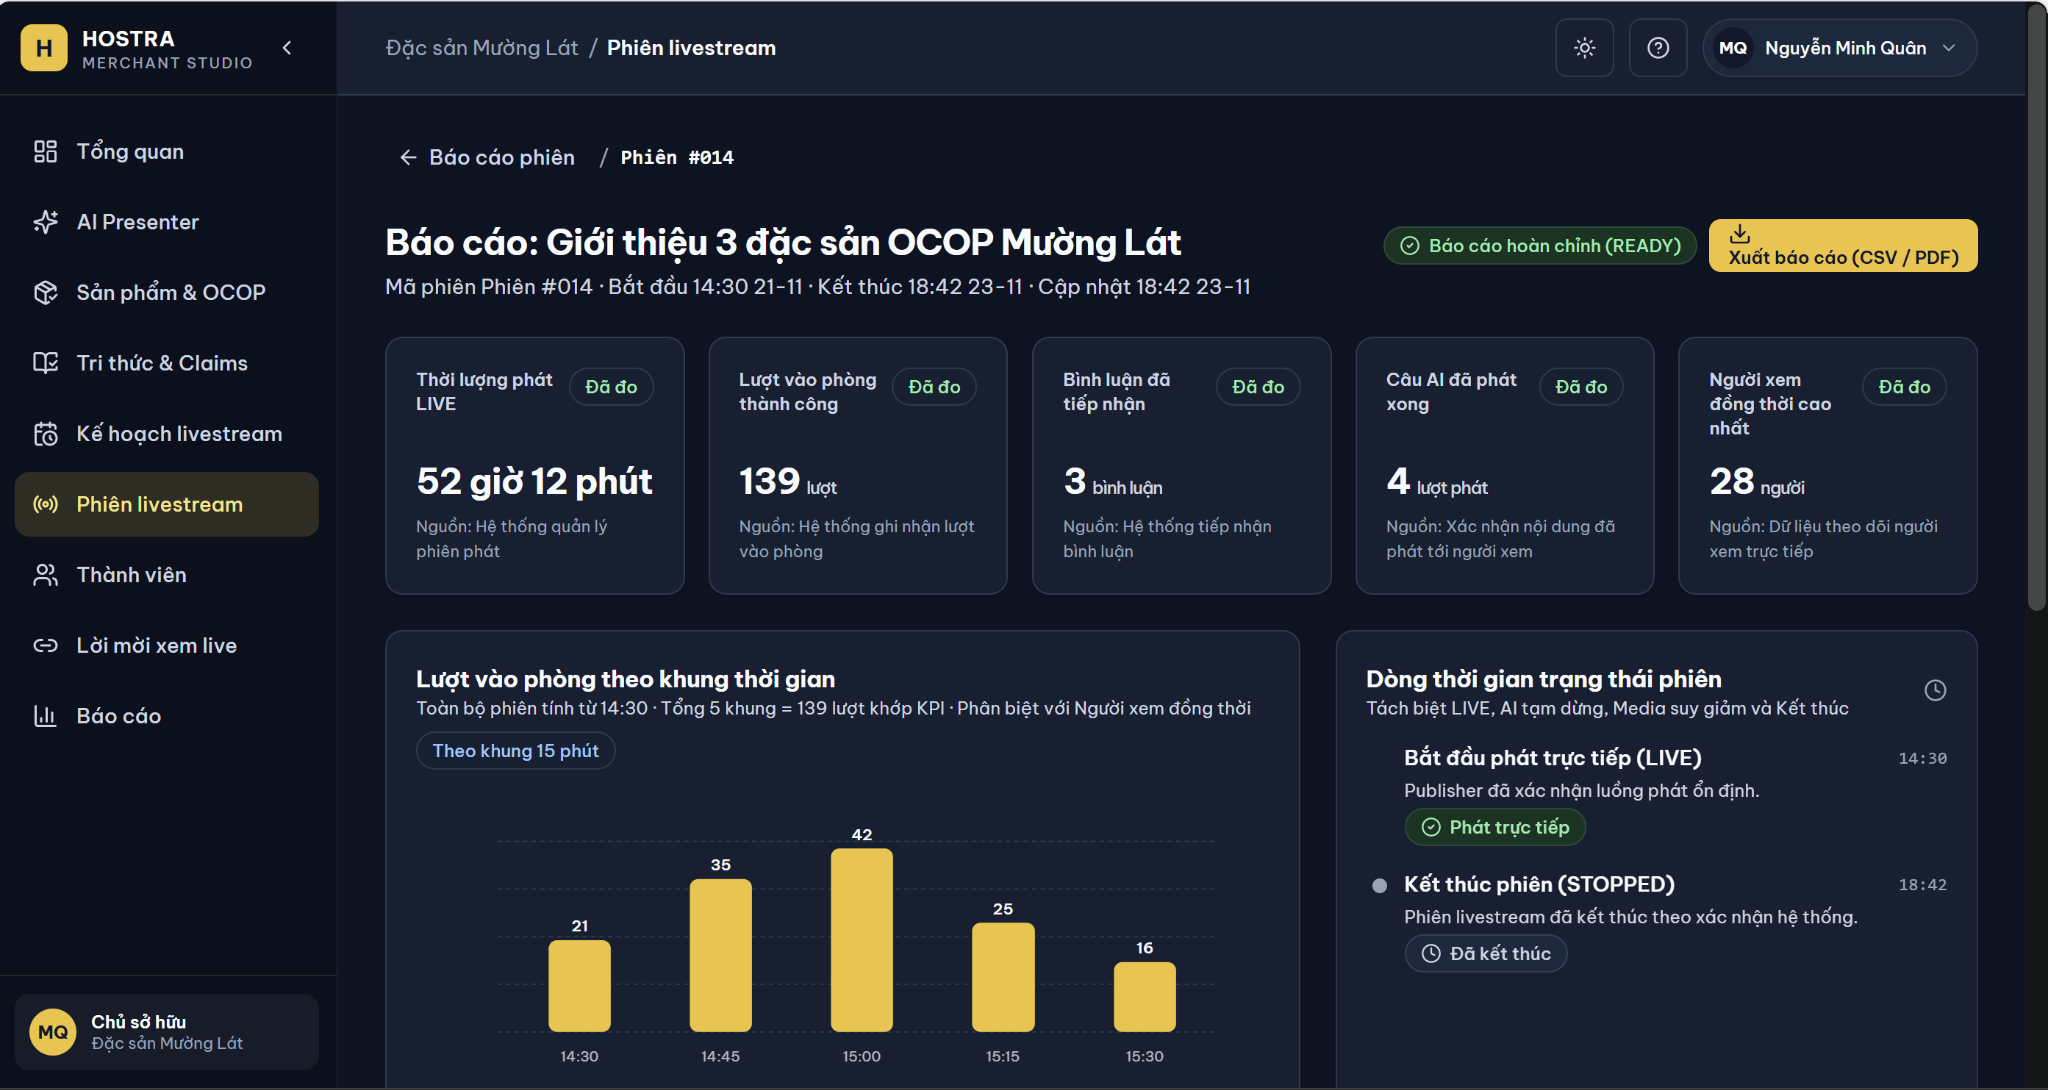 H
HOSTRA
MERCHANT STUDIO
Đặc sản Mường Lát / Phiên livestream
MQ Nguyễn Minh Quân
Tổng quan
AI Presenter
Sản phẩm & OCOP
Tri thức & Claims
Kế hoạch livestream
Phiên livestream
Thành viên
Lời mời xem live
Báo cáo
MQ
Chủ sở hữu
Đặc sản Mường Lát
Báo cáo phiên / Phiên #014
Báo cáo: Giới thiệu 3 đặc sản OCOP Mường Lát
Mã phiên Phiên #014 · Bắt đầu 14:30 21-11 · Kết thúc 18:42 23-11 · Cập nhật 18:42 23-11
Báo cáo hoàn chỉnh (READY)
Xuất báo cáo (CSV / PDF)
Thời lượng phát
LIVE
Đã đo
52 giờ 12 phút
Nguồn: Hệ thống quản lý
phiên phát
Lượt vào phòng
thành công
Đã đo
139 lượt
Nguồn: Hệ thống ghi nhận lượt
vào phòng
Bình luận đã
tiếp nhận
Đã đo
3 bình luận
Nguồn: Hệ thống tiếp nhận
bình luận
Câu AI đã phát
xong
Đã đo
4 lượt phát
Nguồn: Xác nhận nội dung đã
phát tới người xem
Người xem
đồng thời cao
nhất
Đã đo
28 người
Nguồn: Dữ liệu theo dõi người
xem trực tiếp
Lượt vào phòng theo khung thời gian
Toàn bộ phiên tính từ 14:30 · Tổng 5 khung = 139 lượt khớp KPI · Phân biệt với Người xem đồng thời
Theo khung 15 phút
21
35
42
25
16
14:30
14:45
15:00
15:15
15:30
Dòng thời gian trạng thái phiên
Tách biệt LIVE, AI tạm dừng, Media suy giảm và Kết thúc
Bắt đầu phát trực tiếp (LIVE) 14:30
Publisher đã xác nhận luồng phát ổn định.
Phát trực tiếp
Kết thúc phiên (STOPPED) 18:42
Phiên livestream đã kết thúc theo xác nhận hệ thống.
Đã kết thúc